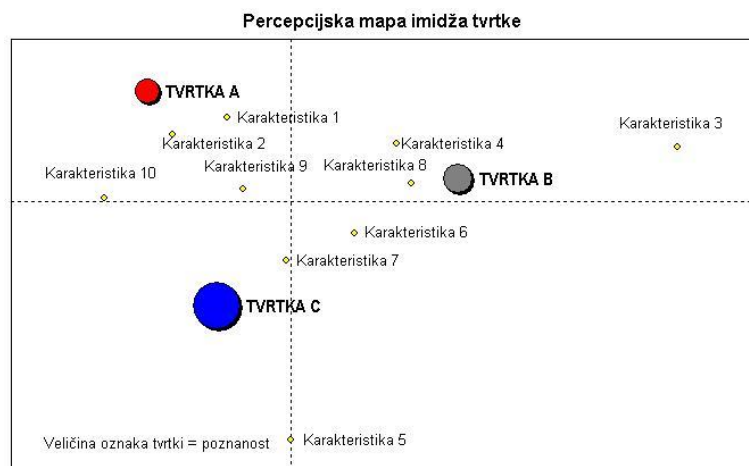 Percepcijska mapa imidža tvrtke
TVRTKA A
Karakteristika 1
Karakteristika 3
Karakteristika 2
Karakteristika 4
Karakteristika 10
Karakteristika 9
Karakteristika 8
TVRTKA B
Karakteristika 6
Karakteristika 7
TVRTKA C
Veličina oznaka tvrtki = poznanost
Karakteristika 5